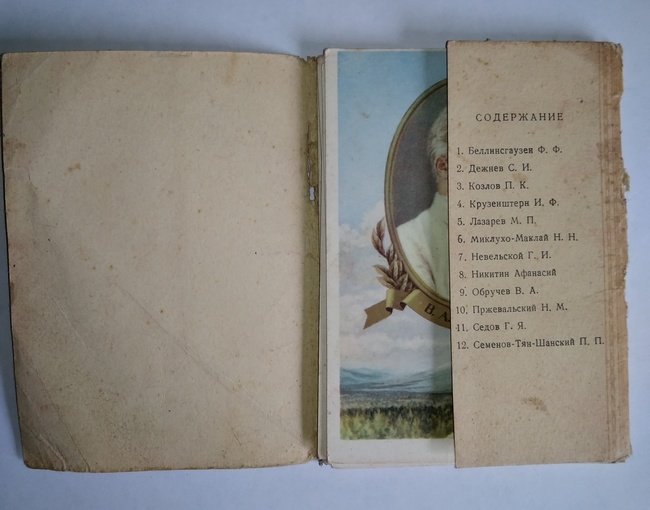 СОДЕРЖАНИЕ
1. Беллинсгаузен Ф. Ф.
2. Дежнев С. И.
3. Козлов П. К.
4. Крузенштерн И. Ф.
5. Лазарев М. П.
6. Миклухо-Маклай Н. Н.
7. Невельской Г. И.
8. Никитин Афанасий
9. Обручев В. А.
10. Пржевальский Н. М.
11. Седов Г. Я.
12. Семенов-Тян-Шанский П. П.
В. А.